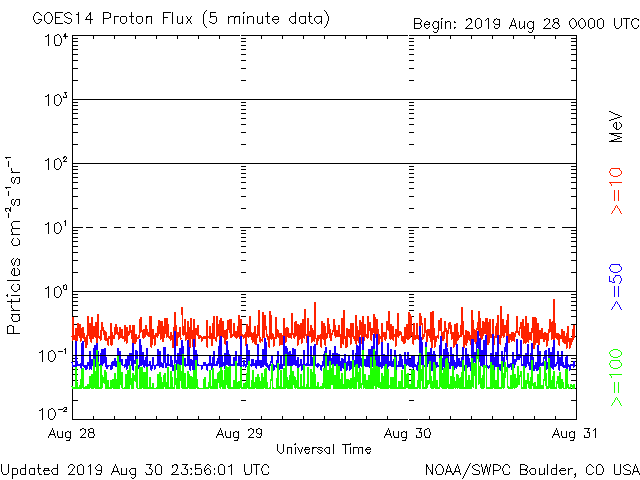 GOES14 Proton Flux (5 minute data)
Begin: 2019 Aug 28 0000 UTC
10⁴
10³
10²
10¹
10⁰
10⁻¹
10⁻²
Particles cm⁻²s⁻¹sr⁻¹
Aug 28
Aug 29
Aug 30
Aug 31
Universal Time
MeV
>=10
>=50
>=100
Updated 2019 Aug 30 23:56:01 UTC
NOAA/SWPC Boulder, CO USA